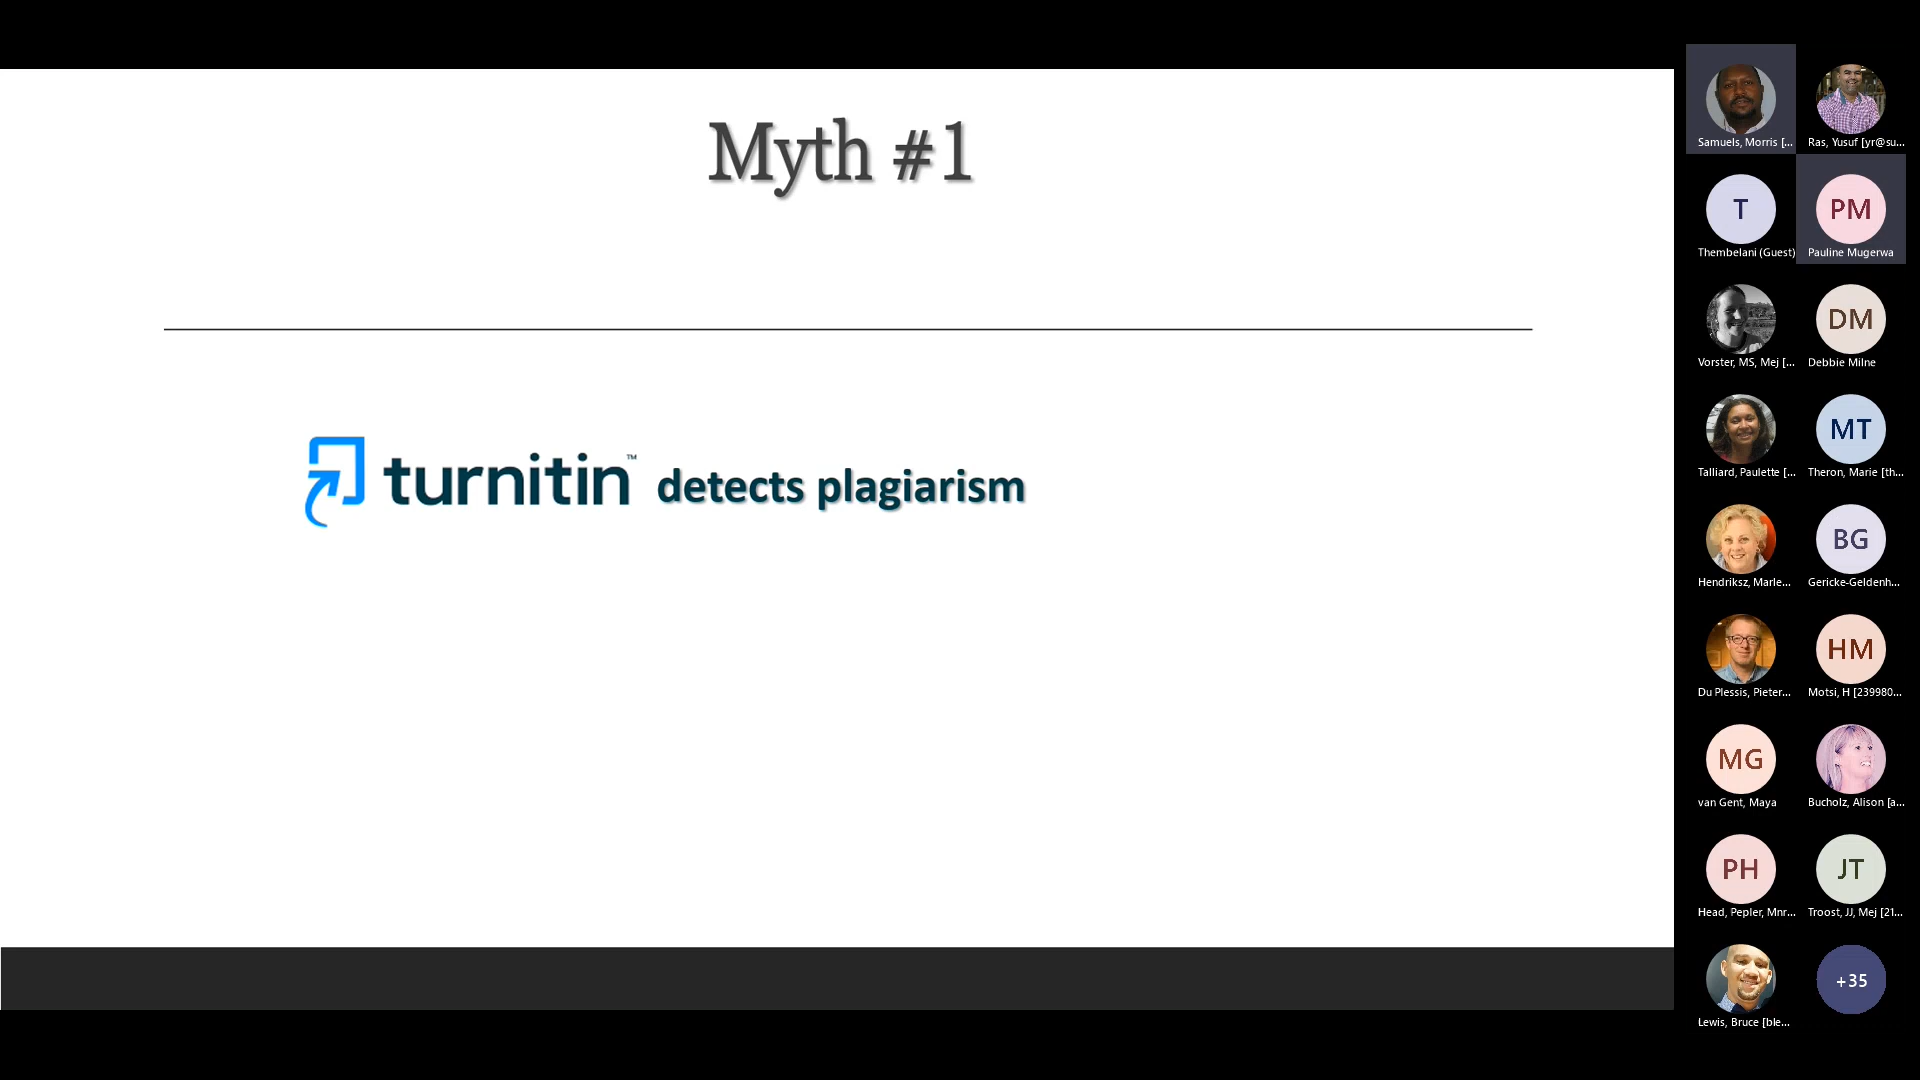 Myth #1
turnitin™ detects plagiarism
Samuels, Morris [...
Ras, Yusuf [yr@su...
T
Thembelani (Guest)
PM
Pauline Mugerwa
Vorster, MS, Mej [...
DM
Debbie Milne
Talliard, Paulette [...
MT
Theron, Marie [th...
Hendriksz, Marle...
BG
Gericke-Geldenh...
Du Plessis, Pieter...
HM
Motsi, H [239980...
MG
van Gent, Maya
Bucholz, Alison [a...
PH
Head, Pepler, Mnr...
JT
Troost, JJ, Mej [21...
Lewis, Bruce [ble...
+35